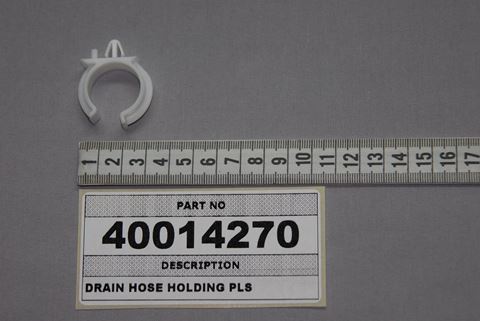 1 2 3 4 5 6 7 8 9 10 11 12 13 14 15 16 17
PART NO
40014270
DESCRIPTION
DRAIN HOSE HOLDING PLS